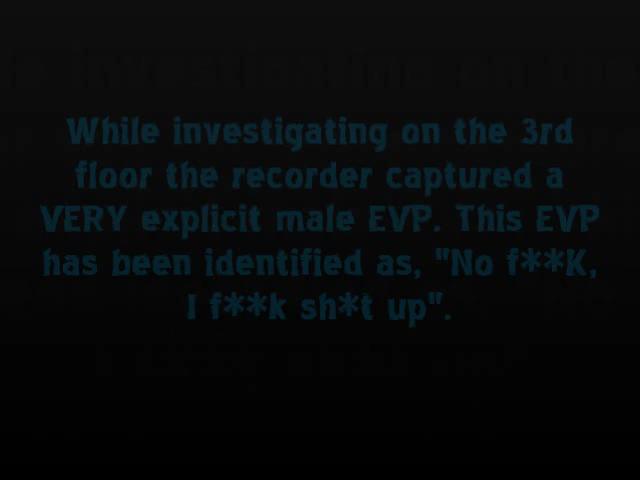 While investigating on the 3rd
floor the recorder captured a
VERY explicit male EVP. This EVP
has been identified as, "No f**K,
I f**k sh*t up".